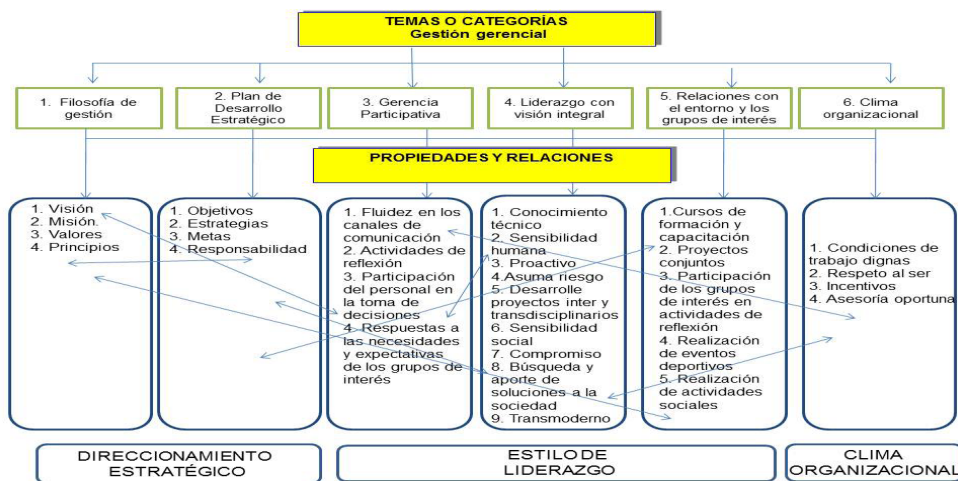 TEMAS O CATEGORÍAS
Gestión gerencial
1. Filosofía de
gestión
2. Plan de
Desarrollo
Estratégico
3. Gerencia
Participativa
4. Liderazgo con
visión integral
5. Relaciones con
el entorno y los
grupos de interés
6. Clima
organizacional
PROPIEDADES Y RELACIONES
1. Visión
2. Misión.
3. Valores
4. Principios
1. Objetivos
2. Estrategias
3. Metas
4. Responsabilidad
1. Fluidez en los
canales de
comunicación
2. Actividades de
reflexión
3. Participación
del personal en
la toma de
decisiones
4. Respuestas a
las necesidades
y expectativas
de los grupos de
interés
1. Conocimiento
técnico
2. Sensibilidad
humana
3. Proactivo
4.Asuma riesgo
5. Desarrolle
proyectos inter y
transdisciplinarios
6. Sensibilidad
social
7. Compromiso
8. Búsqueda y
aporte de
soluciones a la
sociedad
9. Transmoderno
1.Cursos de
formación y
capacitación
2. Proyectos
conjuntos
3. Participación
de los grupos
de interés en
actividades de
reflexión
4. Realización
de eventos
deportivos
5. Realización
de actividades
sociales
1. Condiciones de
trabajo dignas
2. Respeto al ser
3. Incentivos
4. Asesoría oportuna
DIRECCIONAMIENTO
ESTRATÉGICO
ESTILO DE
LIDERAZGO
CLIMA
ORGANIZACIONAL